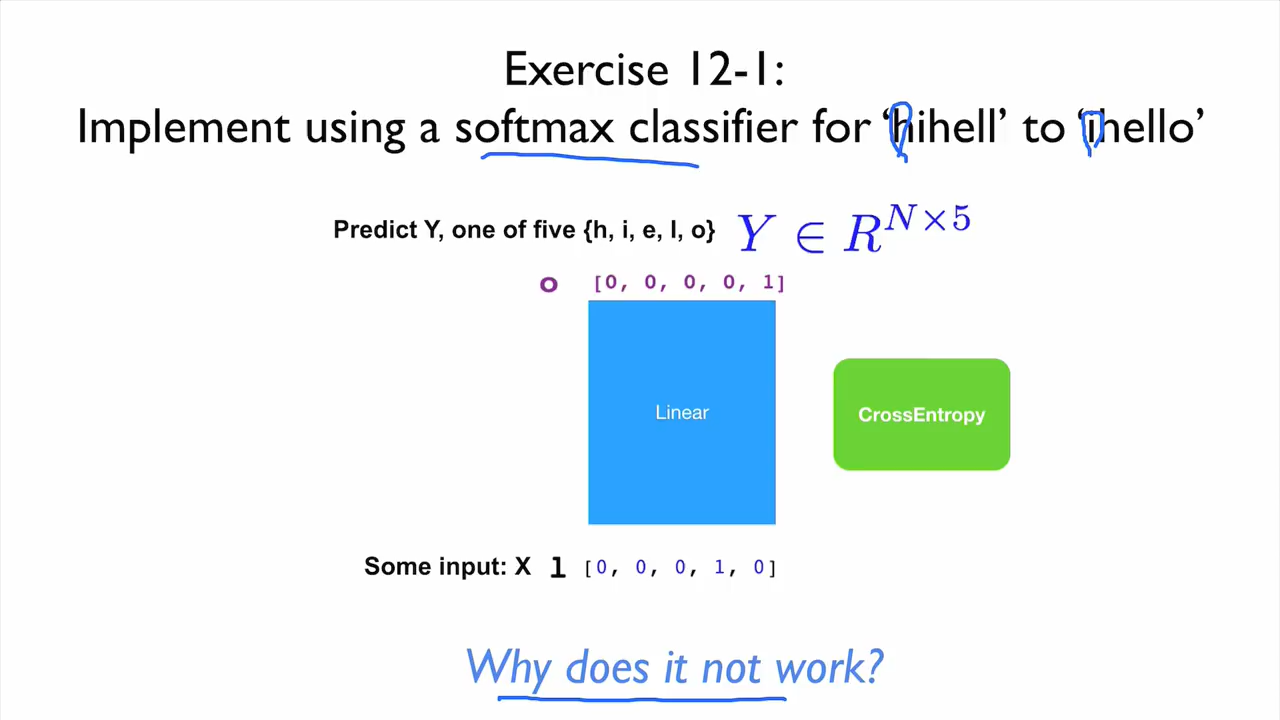 Exercise 12-1:
Implement using a softmax classifier for ‘hihell’ to ‘ihello’
Predict Y, one of five {h, i, e, l, o} Y ∈ R^{N×5}
o [0, 0, 0, 0, 1]
Linear
CrossEntropy
Some input: X l [0, 0, 0, 1, 0]
Why does it not work?